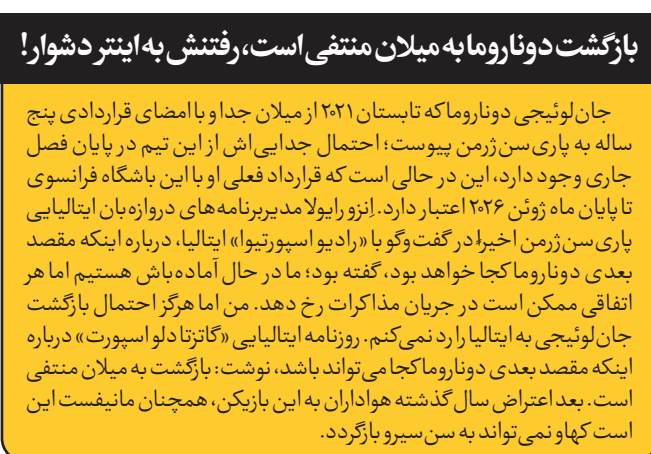 بازگشت دوناروما به میلان منتفی است، رفتنش به اینتر دشوار!
جان‌لوئیجی دوناروما که تابستان ۲۰۲۱ از میلان جدا و با امضای قراردادی پنج
ساله به پاری‌سن‌ژرمن پیوست؛ احتمال جدایی‌اش از این تیم در پایان فصل
جاری وجود دارد، این در حالی است که قرارداد فعلی او با این باشگاه فرانسوی
تا پایان ماه ژوئن ۲۰۲۶ اعتبار دارد. اِنزو رایولا مدیربرنامه‌های دروازه‌بان ایتالیایی
پاری‌سن‌ژرمن اخیراً در گفت‌وگو با «رادیو اسپورتیوا» ایتالیا، درباره اینکه مقصد
بعدی دوناروما کجا خواهد بود، گفته بود؛ ما در حال آماده‌باش هستیم اما هر
اتفاقی ممکن است در جریان مذاکرات رخ دهد. من اما هرگز احتمال بازگشت
جان‌لوئیجی به ایتالیا را رد نمی‌کنم. روزنامه ایتالیایی «گاتزتا دلو اسپورت» درباره
اینکه مقصد بعدی دوناروما کجا می‌تواند باشد، نوشت: بازگشت به میلان منتفی
است. بعد اعتراض سال گذشته هواداران به این بازیکن، همچنان مانیفست این
است که او نمی‌تواند به سن سیرو بازگردد.